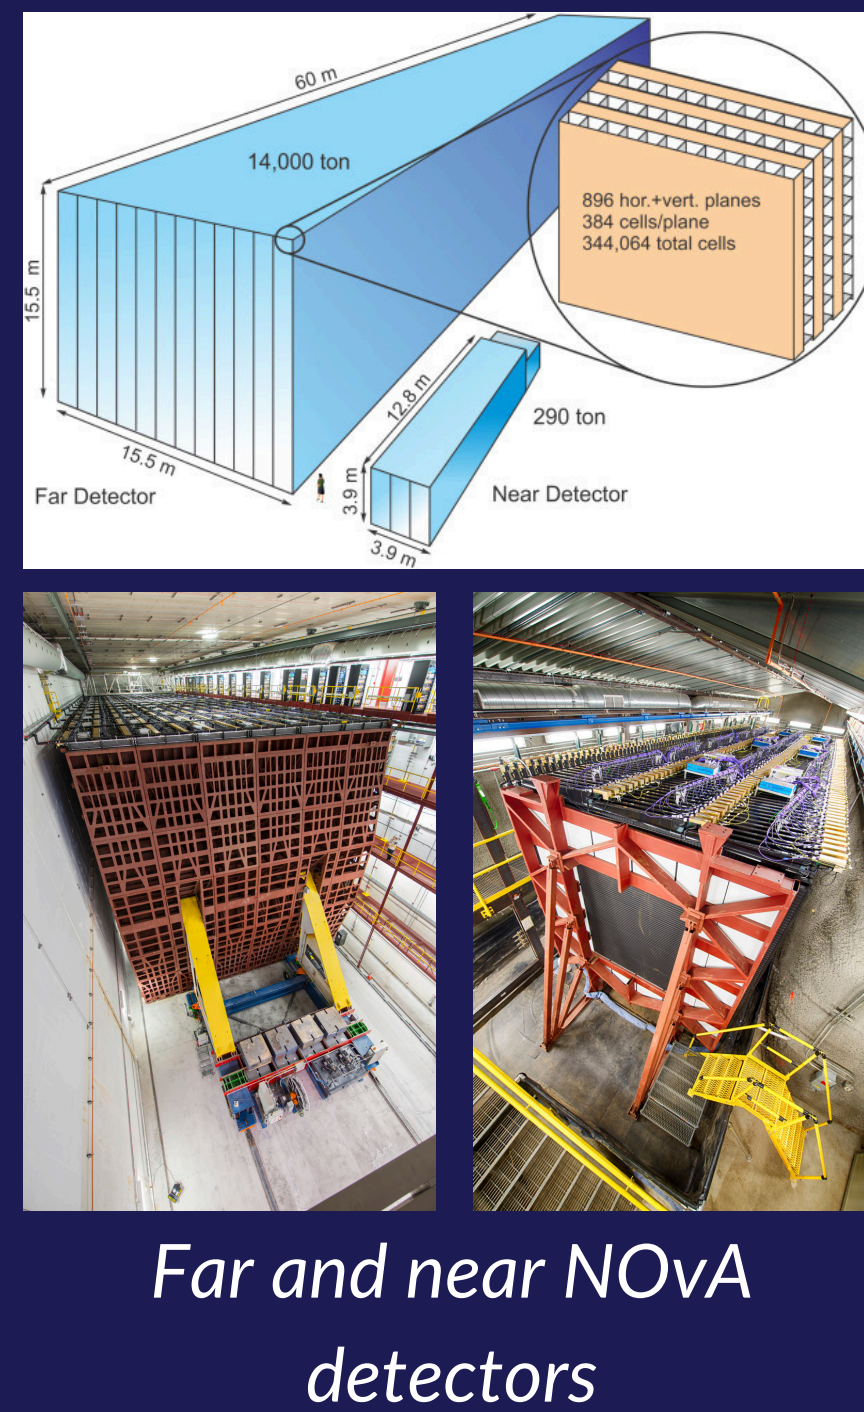 60 m
14,000 ton
896 hor.+vert. planes
384 cells/plane
344,064 total cells
15.5 m
12.8 m
290 ton
15.5 m
3.9 m
Far Detector
Near Detector
3.9 m
Far and near NOvA
detectors